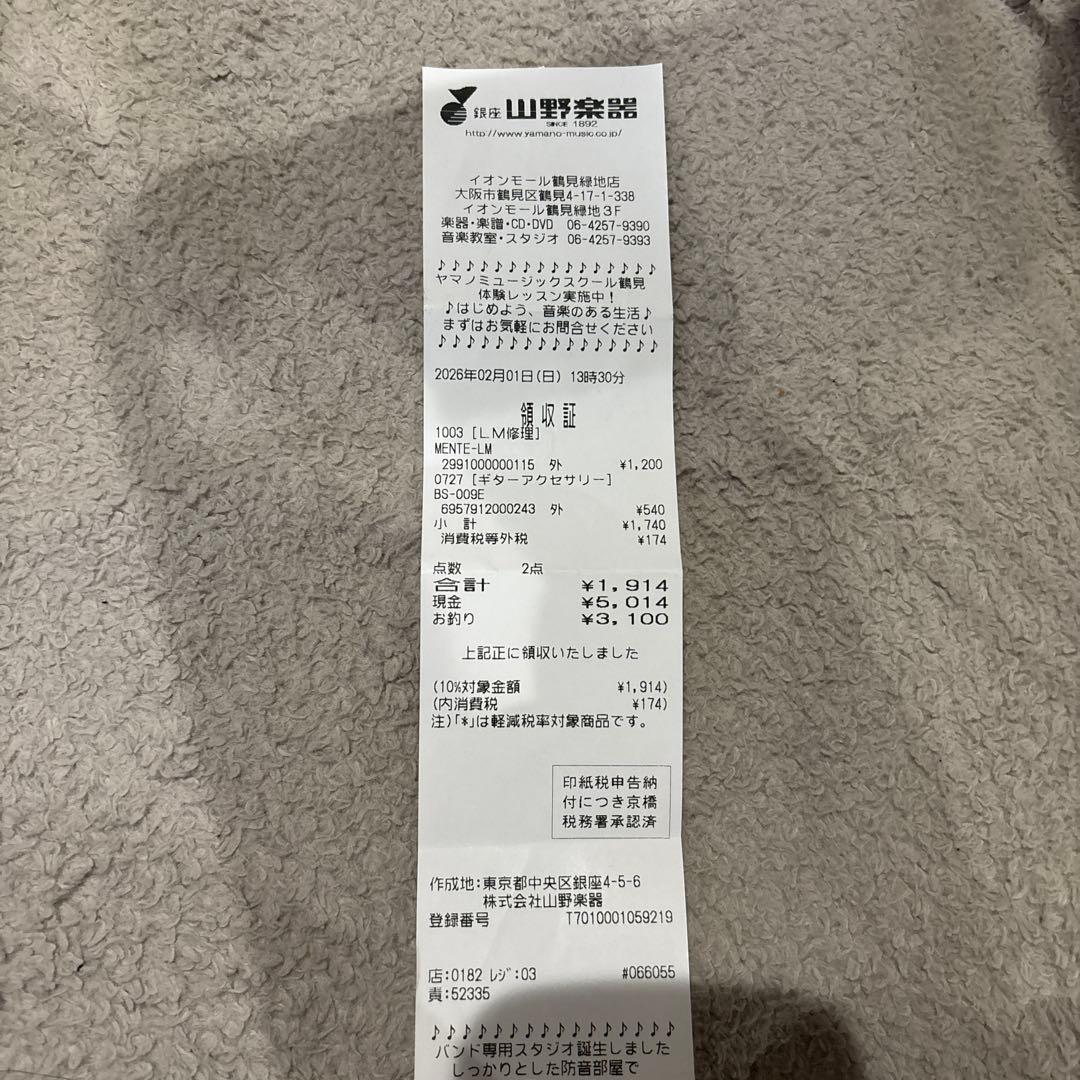 銀座 山野楽器
SINCE 1892
http://www.yamano-music.co.jp/
イオンモール鶴見緑地店
大阪市鶴見区鶴見4-17-1-338
イオンモール鶴見緑地3F
楽器・楽譜・CD・DVD 06-4257-9390
音楽教室・スタジオ 06-4257-9393
♪♪♪♪♪♪♪♪♪♪♪♪♪♪♪♪
ヤマノミュージックスクール鶴見
体験レッスン実施中!
♪はじめよう、音楽のある生活♪
まずはお気軽にお問合せください
♪♪♪♪♪♪♪♪♪♪♪♪♪♪♪♪
2026年02月01日(日) 13時30分
領収証
1003 [LM修理]
MENTE-LM
2991000000115 外 ¥1,200
0727 [ギターアクセサリー]
BS-009E
6957912000243 外 ¥540
小 計 ¥1,740
消費税等外税 ¥174
点数 2点
合計 ¥1,914
現金 ¥5,014
お釣り ¥3,100
上記正に領収いたしました
(10%対象金額 ¥1,914)
(内消費税 ¥174)
注)「*」は軽減税率対象商品です。
印紙税申告納
付につき京橋
税務署承認済
作成地:東京都中央区銀座4-5-6
株式会社山野楽器
登録番号 T7010001059219
店:0182 レジ:03 #066055
責:52335
♪♪♪♪♪♪♪♪♪♪♪♪♪♪♪♪
バンド専用スタジオ誕生しました
しっかりとした防音部屋で